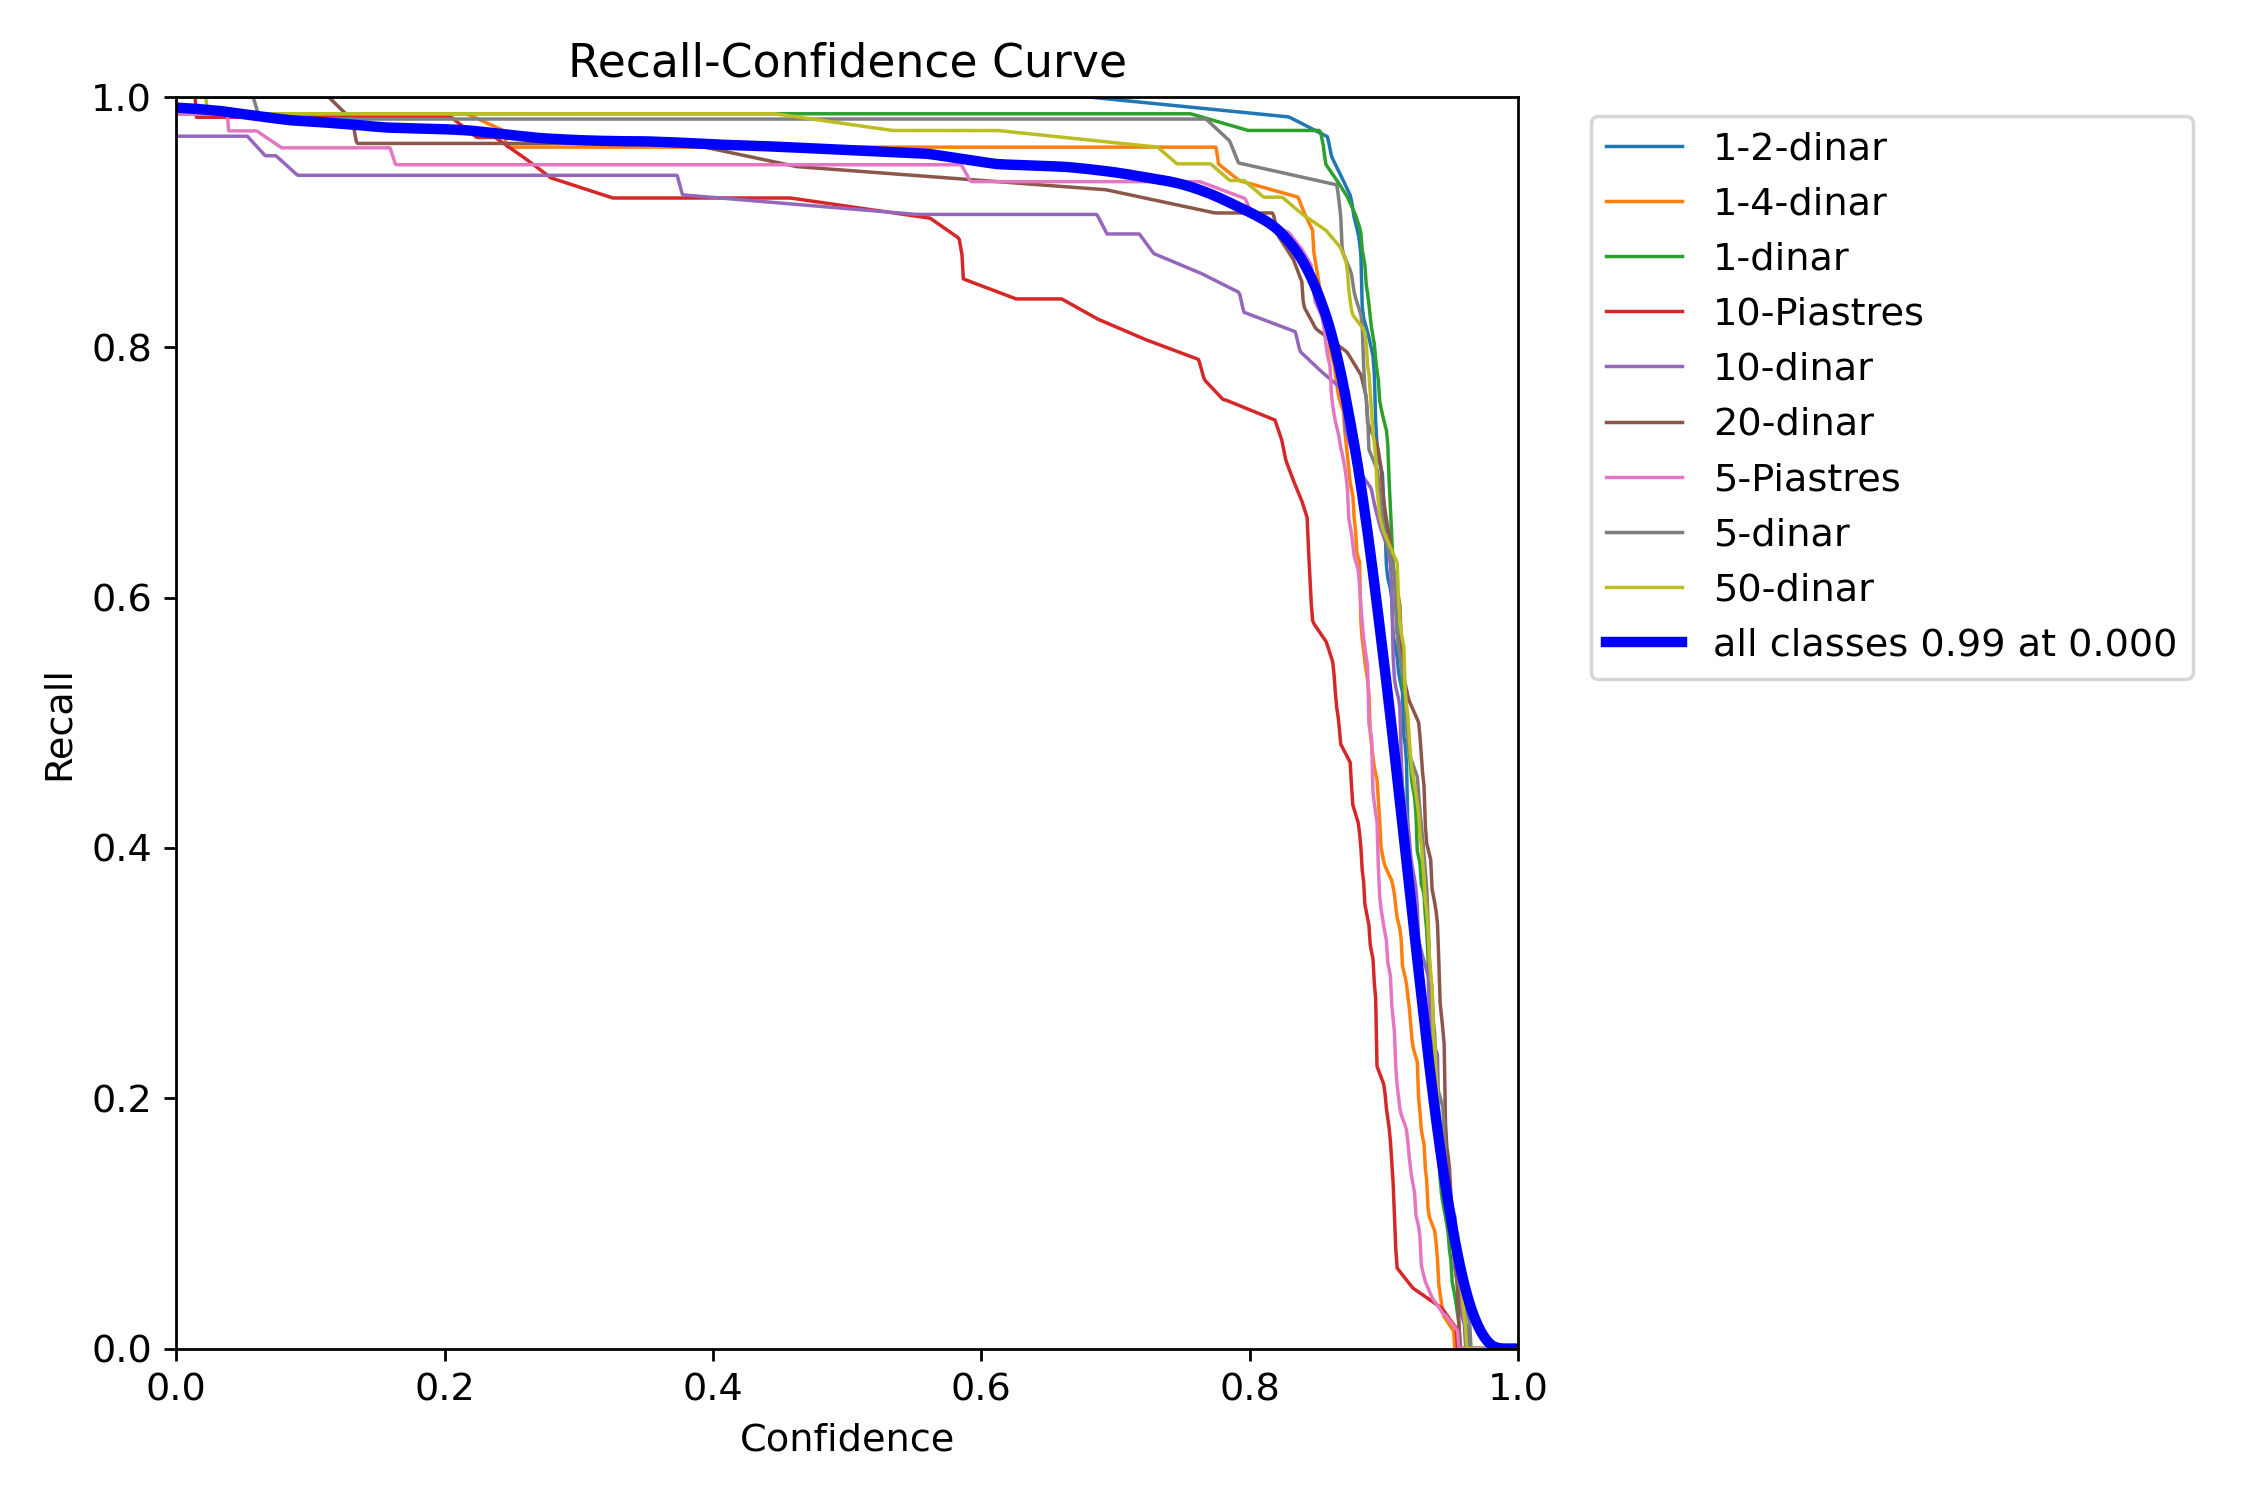 Recall-Confidence Curve
1.0
0.8
0.6
0.4
0.2
0.0
Recall
0.0 0.2 0.4 0.6 0.8 1.0
Confidence
1-2-dinar
1-4-dinar
1-dinar
10-Piastres
10-dinar
20-dinar
5-Piastres
5-dinar
50-dinar
all classes 0.99 at 0.000